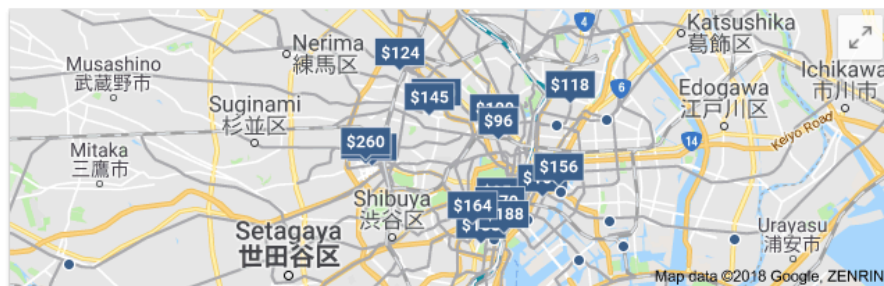 Katsushika
葛飾区
Nerima
練馬区
$124
Musashino
武蔵野市
$118
6
4
Ichikawa
市川市
Edogawa
江戸川区
$145
Suginami
杉並区
$96
Keiyo Road
14
$260
Mitaka
三鷹市
$156
Shibuya
渋谷区
$164
188
Setagaya
世田谷区
Urayasu
浦安市
Map data ©2018 Google, ZENRIN